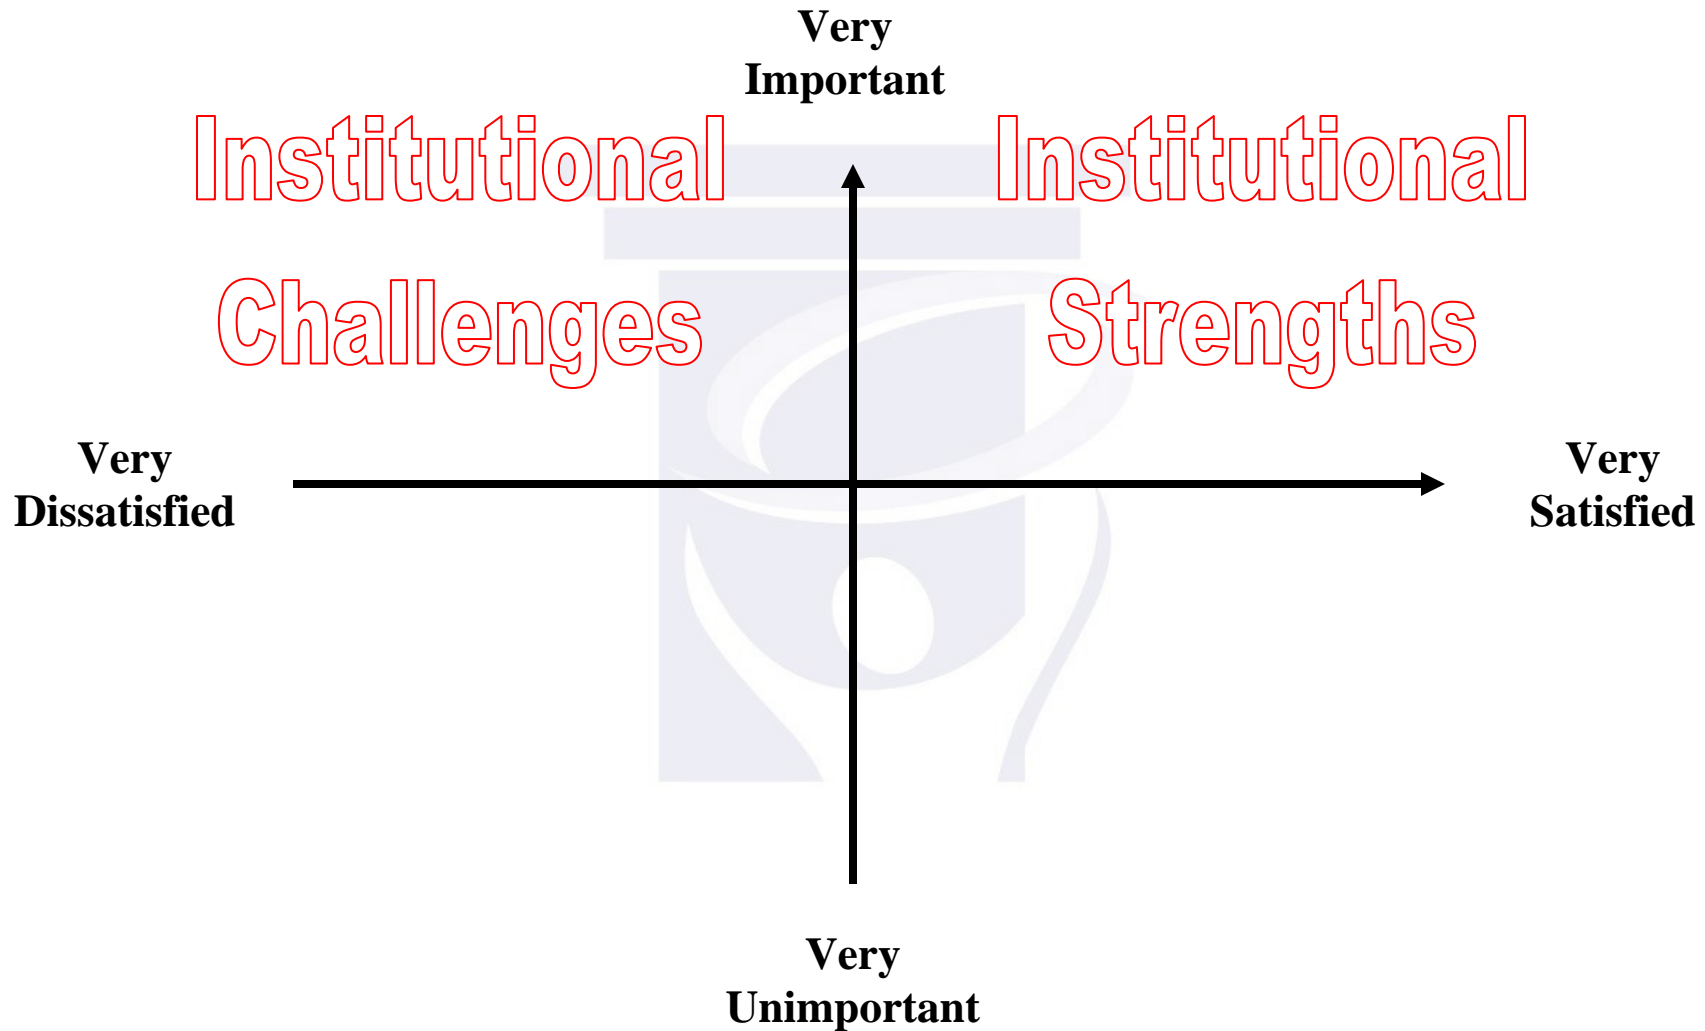 Very
Important
Institutional
Challenges
Institutional
Strengths
Very
Dissatisfied
Very
Satisfied
Very
Unimportant